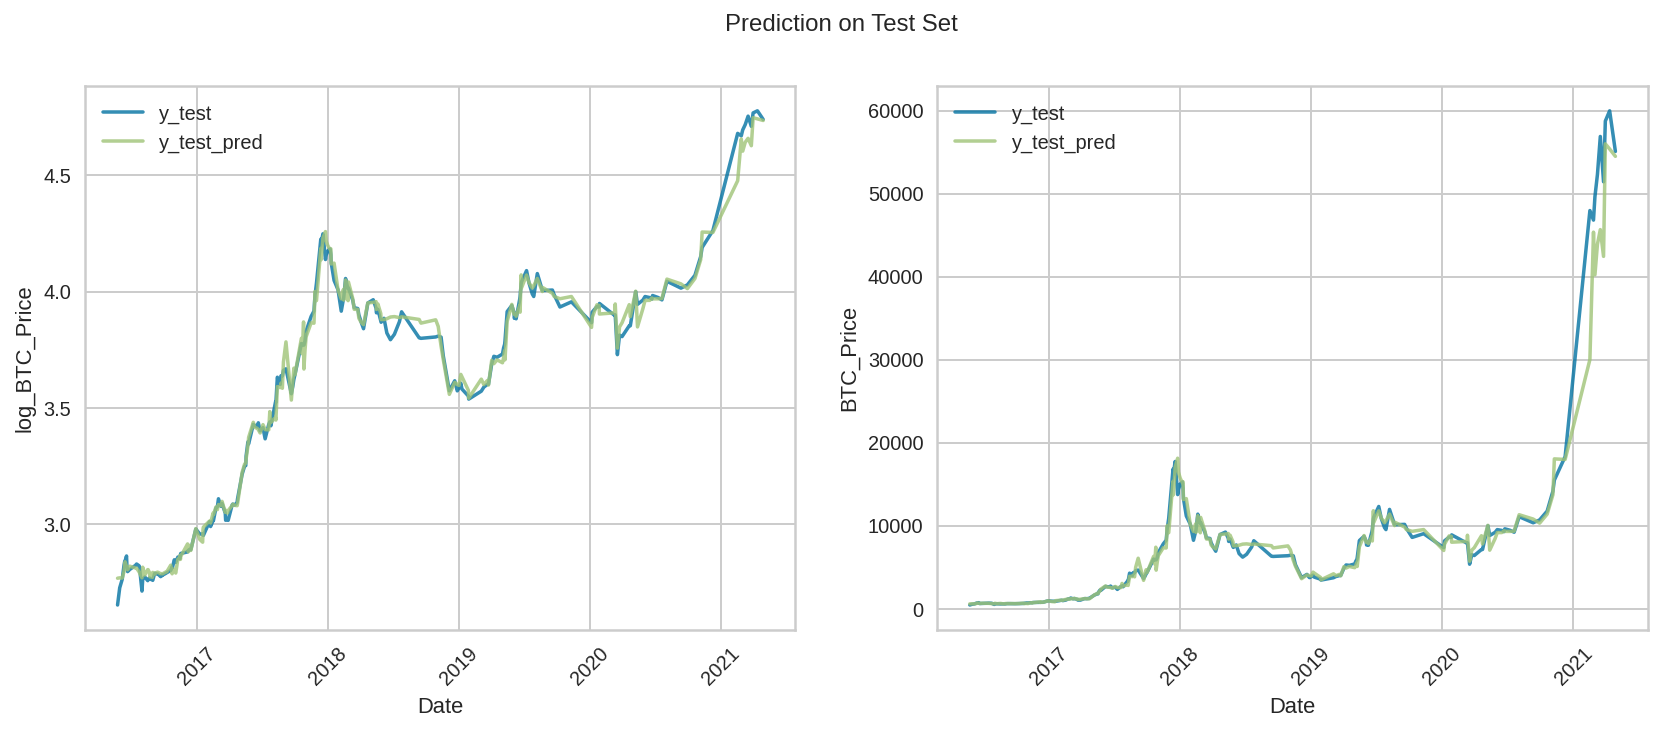 Prediction on Test Set
y_test
y_test_pred
4.5
4.0
3.5
3.0
log_BTC_Price
2017
2018
2019
2020
2021
Date
y_test
y_test_pred
60000
50000
40000
30000
20000
10000
0
BTC_Price
2017
2018
2019
2020
2021
Date